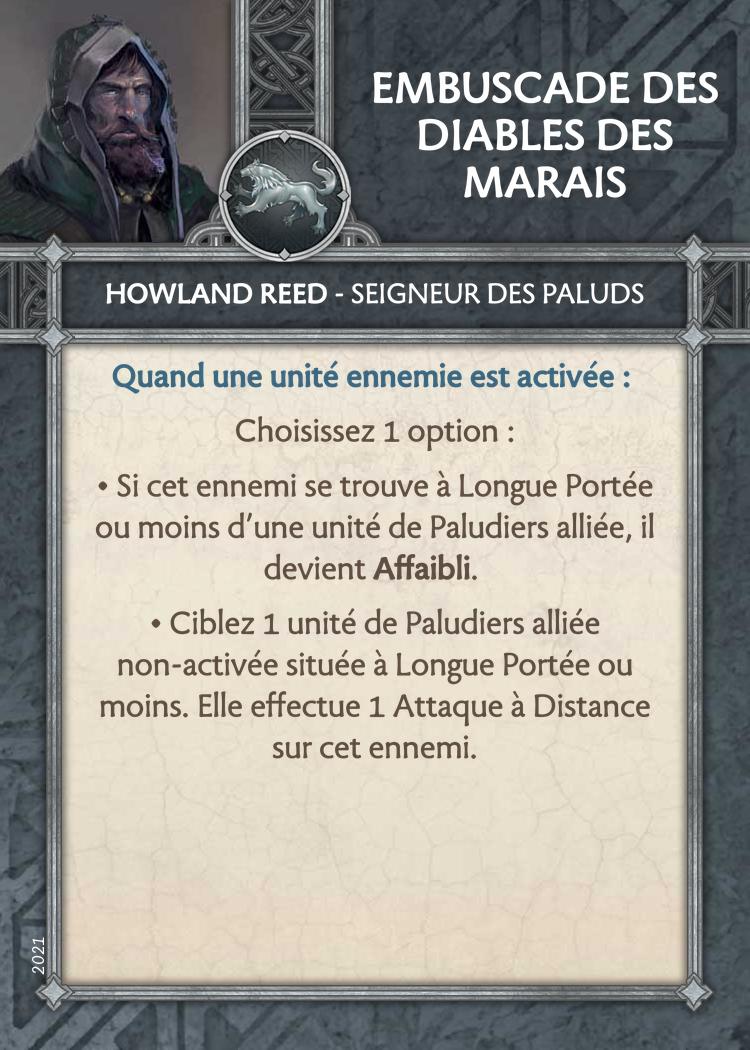 EMBUSCADE DES
DIABLES DES
MARAIS
HOWLAND REED - SEIGNEUR DES PALUDS
Quand une unité ennemie est activée :
Choisissez 1 option :
• Si cet ennemi se trouve à Longue Portée
ou moins d’une unité de Paludiers alliée, il
devient Affaibli.
• Ciblez 1 unité de Paludiers alliée
non-activée située à Longue Portée ou
moins. Elle effectue 1 Attaque à Distance
sur cet ennemi.
2021